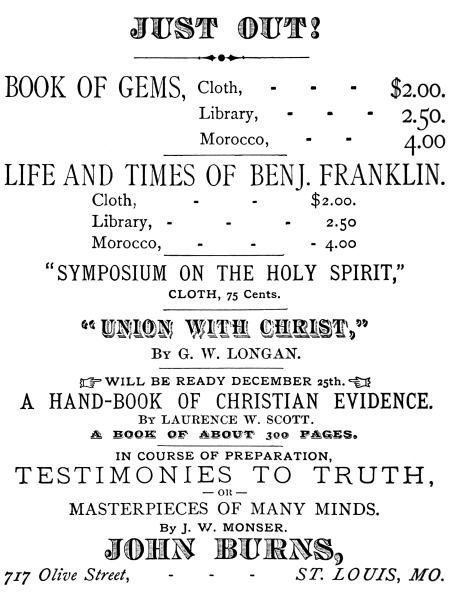 JUST OUT!
BOOK OF GEMS, Cloth, - - - $2.00.
Library, - - - 2.50.
Morocco, - - 4.00
LIFE AND TIMES OF BENJ. FRANKLIN.
Cloth, - - $2.00.
Library, - - - 2.50
Morocco, - - - 4.00
"SYMPOSIUM ON THE HOLY SPIRIT,"
CLOTH, 75 Cents.
"UNION WITH CHRIST,"
By G. W. LONGAN.
☞ WILL BE READY DECEMBER 25th. ☜
A HAND-BOOK OF CHRISTIAN EVIDENCE.
By LAURENCE W. SCOTT.
A BOOK OF ABOUT 300 PAGES.
IN COURSE OF PREPARATION,
TESTIMONIES TO TRUTH,
— OR —
MASTERPIECES OF MANY MINDS.
By J. W. MONSER.
JOHN BURNS,
717 Olive Street, - - - ST. LOUIS, MO.